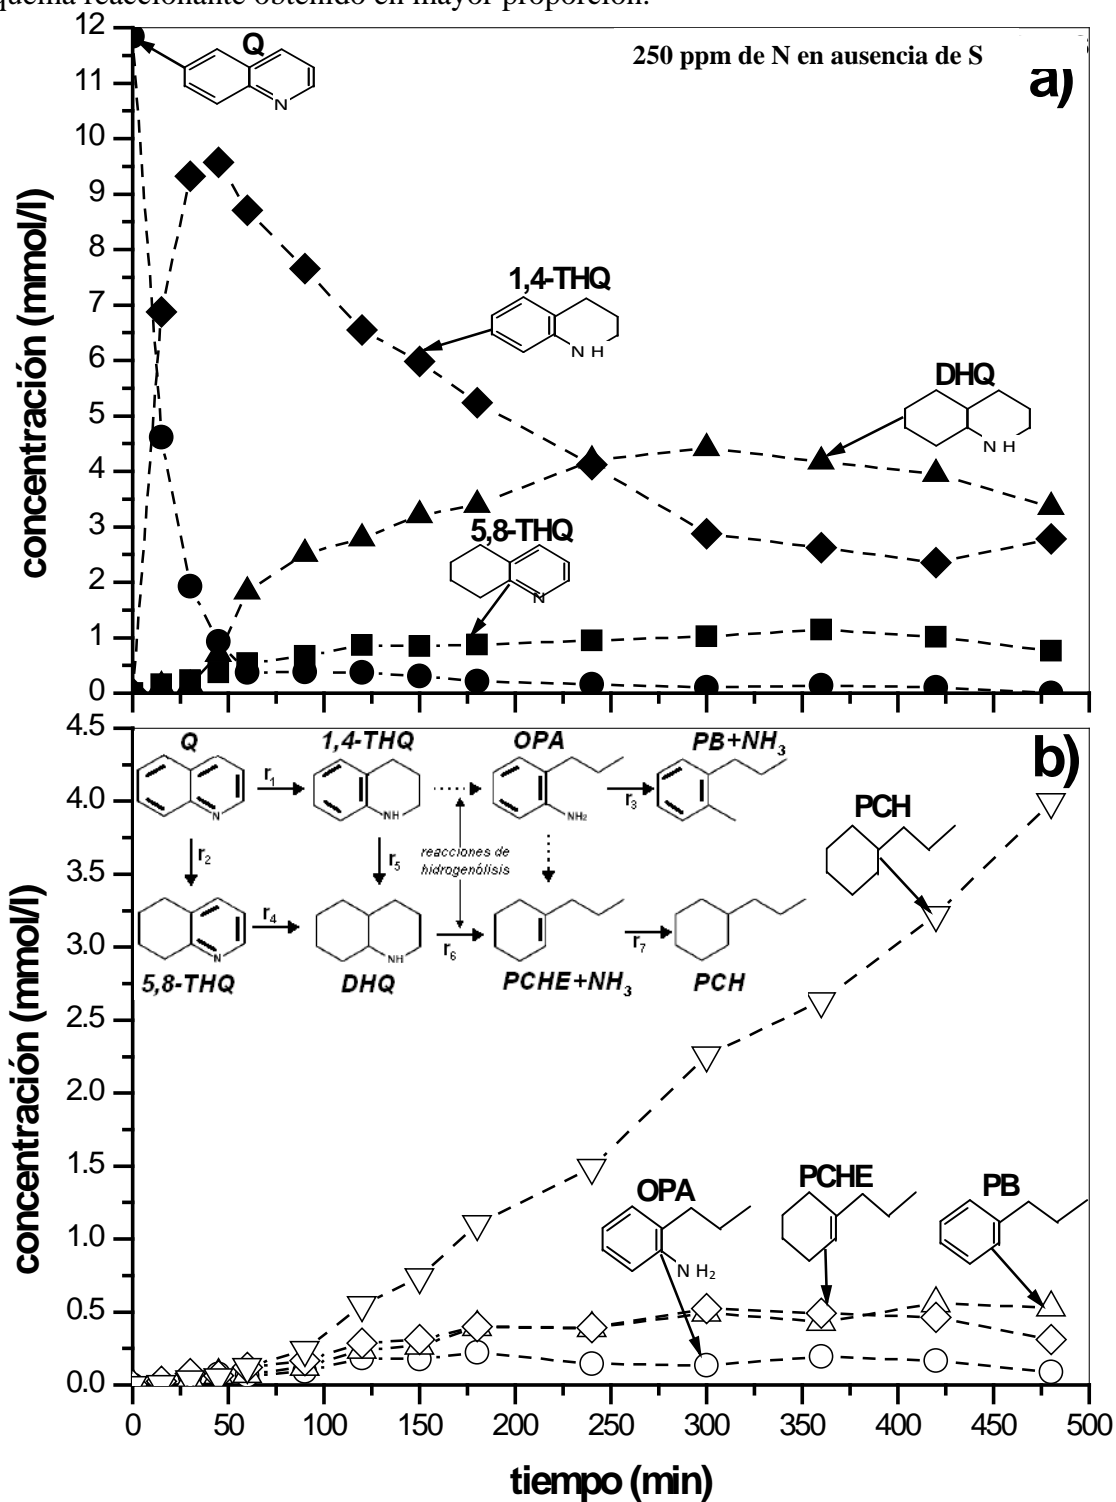 quema reaccionante obtenido en mayor proporción.
12
11
10
9
8
7
6
5
4
3
2
1
0
concentración (mmol/l)
250 ppm de N en ausencia de S
a)
Q
N
1,4-THQ
N H
DHQ
N H
5,8-THQ
N
4.5
4.0
3.5
3.0
2.5
2.0
1.5
1.0
0.5
0.0
concentración (mmol/l)
b)
Q
1,4-THQ
OPA
PB+NH3
r1
r3
N
NH
NH2
r2
r5
reacciones de
hidrogenólisis
r4
r6
r7
N
NH
5,8-THQ
DHQ
PCHE+NH3
PCH
PCH
OPA
N H2
PCHE
PB
0
50
100
150
200
250
300
350
400
450
500
tiempo (min)